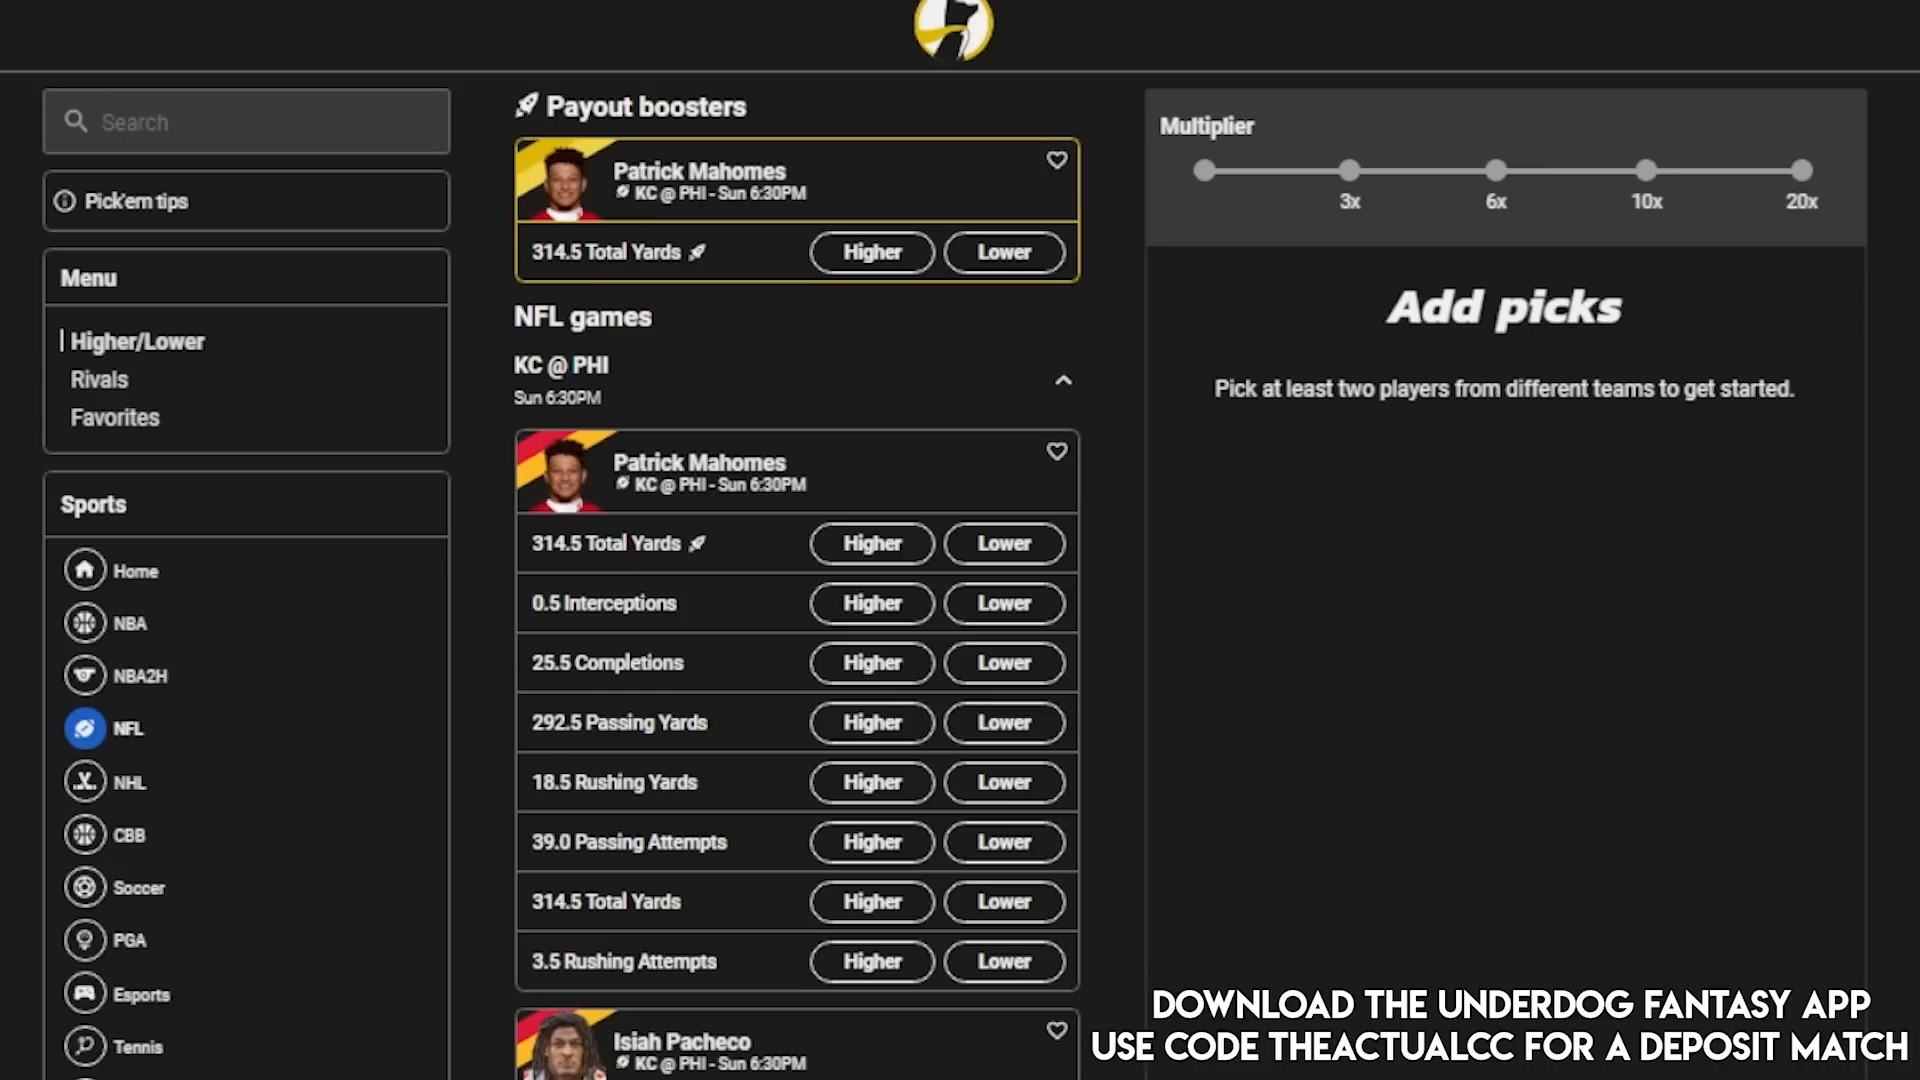 Search
Pick'em tips
Menu
Higher/Lower
Rivals
Favorites
Sports
Home
NBA
NBA2H
NFL
NHL
CBB
Soccer
PGA
Esports
Tennis
Payout boosters
Patrick Mahomes
KC @ PHI - Sun 6:30PM
314.5 Total Yards Higher Lower
NFL games
KC @ PHI
Sun 6:30PM
Patrick Mahomes
KC @ PHI - Sun 6:30PM
314.5 Total Yards Higher Lower
0.5 Interceptions Higher Lower
25.5 Completions Higher Lower
292.5 Passing Yards Higher Lower
18.5 Rushing Yards Higher Lower
39.0 Passing Attempts Higher Lower
314.5 Total Yards Higher Lower
3.5 Rushing Attempts Higher Lower
Isiah Pacheco
KC @ PHI - Sun 6:30PM
Multiplier
3x 6x 10x 20x
Add picks
Pick at least two players from different teams to get started.
DOWNLOAD THE UNDERDOG FANTASY APP
USE CODE THEACTUALCC FOR A DEPOSIT MATCH